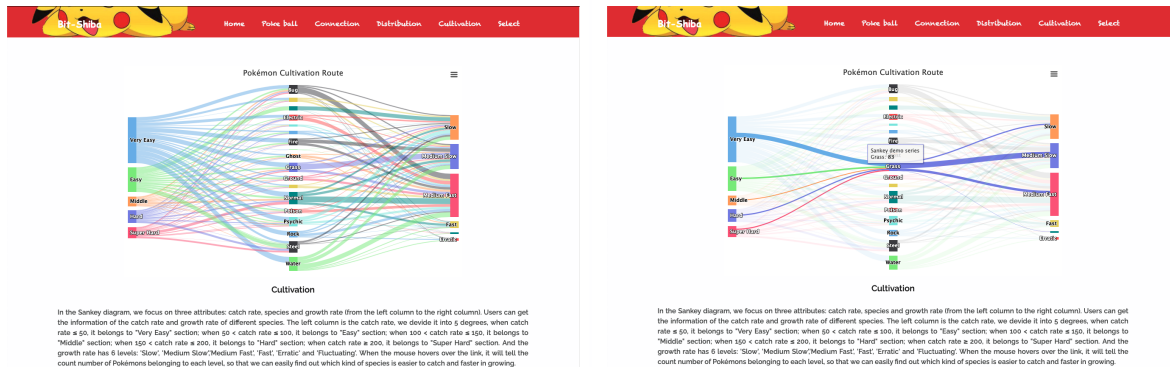 Bit-Shiba Home Poke ball Connection Distribution Cultivation Select
Pokémon Cultivation Route
Bug
Electric
Very Easy
Slow
Fire
Ghost
Medium Slow
Grass
Easy
Ground
Medium Fast
Normal
Middle
Poison
Hard
Psychic
Fast
Super Hard
Rock
Erratic
Steel
Water
Cultivation
In the Sankey diagram, we focus on three attributes: catch rate, species and growth rate (from the left column to the right column). Users can get
the information of the catch rate and growth rate of different species. The left column is the catch rate, we devide it into 5 degrees, when catch
rate ≤ 50, it belongs to "Very Easy" section; when 50 < catch rate ≤ 100, it belongs to "Easy" section; when 100 < catch rate ≤ 150, it belongs to
"Middle" section; when 150 < catch rate ≤ 200, it belongs to "Hard" section; when catch rate ≥ 200, it belongs to "Super Hard" section. And the
growth rate has 6 levels: 'Slow', 'Medium Slow','Medium Fast', 'Fast', 'Erratic' and 'Fluctuating'. When the mouse hovers over the link, it will tell the
count number of Pokémons belonging to each level, so that we can easily find out which kind of species is easier to catch and faster in growing.
Bit-Shiba Home Poke ball Connection Distribution Cultivation Select
Pokémon Cultivation Route
Bug
Electric
Very Easy
Slow
Fire
Sankey demo series
Grass: 83
Medium Slow
Grass
Easy
Ground
Medium Fast
Normal
Middle
Poison
Hard
Psychic
Fast
Super Hard
Rock
Erratic
Steel
Water
Cultivation
In the Sankey diagram, we focus on three attributes: catch rate, species and growth rate (from the left column to the right column). Users can get
the information of the catch rate and growth rate of different species. The left column is the catch rate, we devide it into 5 degrees, when catch
rate ≤ 50, it belongs to "Very Easy" section; when 50 < catch rate ≤ 100, it belongs to "Easy" section; when 100 < catch rate ≤ 150, it belongs to
"Middle" section; when 150 < catch rate ≤ 200, it belongs to "Hard" section; when catch rate ≥ 200, it belongs to "Super Hard" section. And the
growth rate has 6 levels: 'Slow', 'Medium Slow','Medium Fast', 'Fast', 'Erratic' and 'Fluctuating'. When the mouse hovers over the link, it will tell the
count number of Pokémons belonging to each level, so that we can easily find out which kind of species is easier to catch and faster in growing.